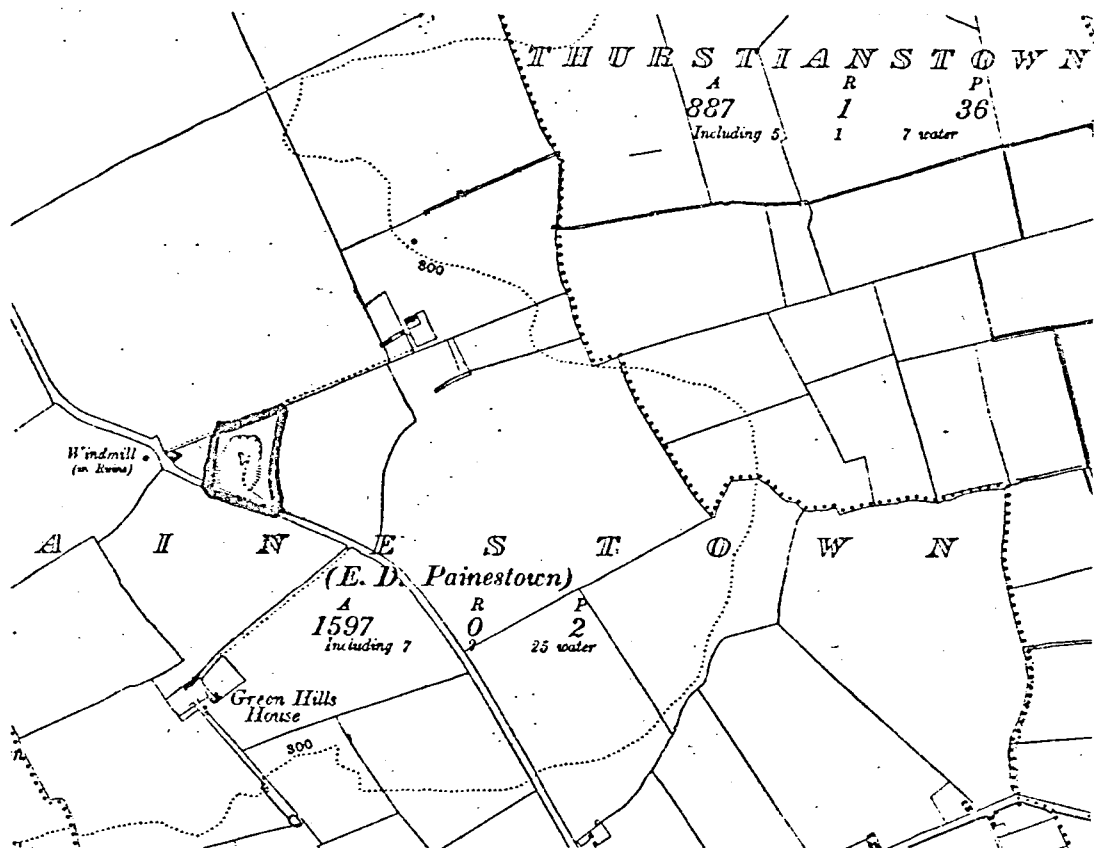 THURSTIANSTOWN
A R P
887 1 36
Including 5 1 7 water
300
Windmill
(in Ruins)
AINESTOWN
(E. D. Painestown)
A R P
1597 0 2
Including 7 25 water
Green Hills
House
300